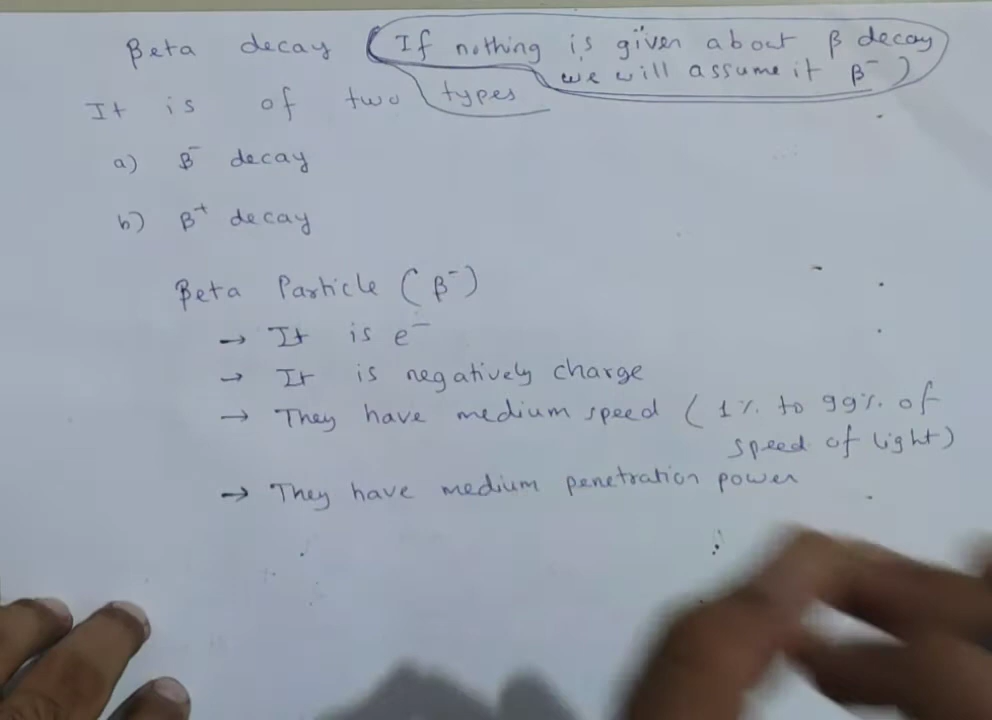 Beta decay (If nothing is given about β decay
we will assume it β⁻)
It is of two types
a) β⁻ decay
b) β⁺ decay
Beta Particle (β⁻)
→ It is e⁻
→ It is negatively charge
→ They have medium speed (1% to 99% of
speed of light)
→ They have medium penetration power